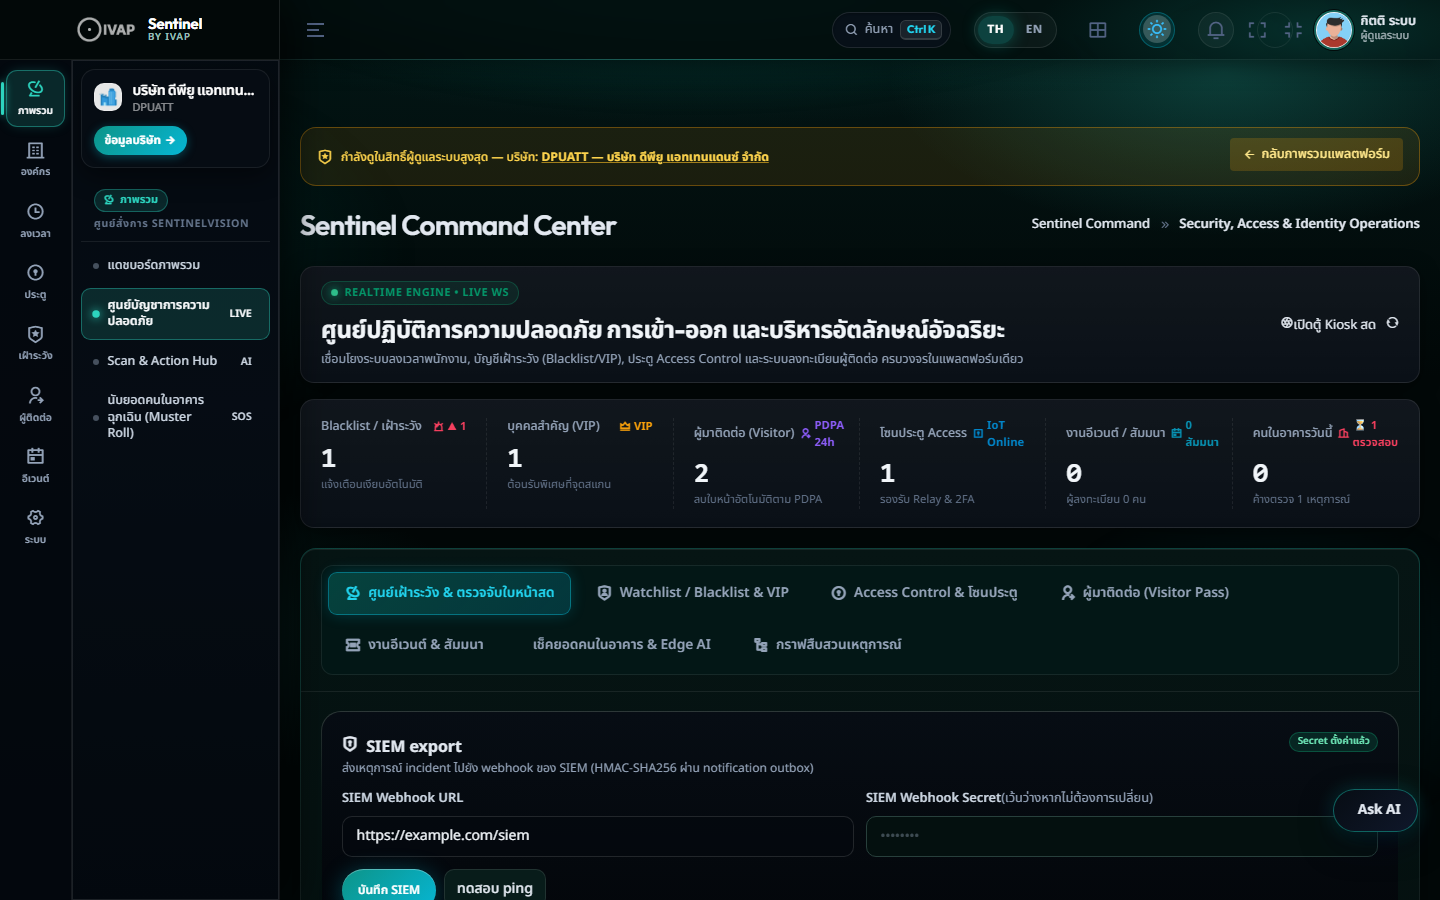 IVAP
Sentinel
BY IVAP
ค้นหา
Ctrl K
TH
EN
กิตติ ระบบ
ผู้ดูแลระบบ
ภาพรวม
องค์กร
ลงเวลา
ประตู
เฝ้าระวัง
ผู้ติดต่อ
อีเวนต์
ระบบ
บริษัท ดีพียู แอทเทน...
DPUATT
ข้อมูลบริษัท →
ภาพรวม
ศูนย์สั่งการ SENTINELVISION
แดชบอร์ดภาพรวม
ศูนย์บัญชาการความ
ปลอดภัย
LIVE
Scan & Action Hub
AI
นับยอดคนในอาคาร
ฉุกเฉิน (Muster
Roll)
SOS
กำลังดูในสิทธิ์ผู้ดูแลระบบสูงสุด — บริษัท: DPUATT — บริษัท ดีพียู แอทเทนแดนซ์ จำกัด
← กลับภาพรวมแพลตฟอร์ม
Sentinel Command Center
Sentinel Command » Security, Access & Identity Operations
REALTIME ENGINE • LIVE WS
ศูนย์ปฏิบัติการความปลอดภัย การเข้า-ออก และบริหารอัตลักษณ์อัจฉริยะ
เชื่อมโยงระบบลงเวลาพนักงาน, บัญชีเฝ้าระวัง (Blacklist/VIP), ประตู Access Control และระบบลงทะเบียนผู้ติดต่อ ครบวงจรในแพลตฟอร์มเดียว
เปิดตู้ Kiosk สด
Blacklist / เฝ้าระวัง
▲ 1
1
แจ้งเตือนเงียบอัตโนมัติ
บุคคลสำคัญ (VIP)
VIP
1
ต้อนรับพิเศษที่จุดสแกน
ผู้มาติดต่อ (Visitor)
PDPA
24h
2
ลบใบหน้าอัตโนมัติตาม PDPA
โซนประตู Access
IoT
Online
1
รองรับ Relay & 2FA
งานอีเวนต์ / สัมมนา
0
สัมมนา
0
ผู้ลงทะเบียน 0 คน
คนในอาคารวันนี้
⏳ 1
ตรวจสอบ
0
ค้างตรวจ 1 เหตุการณ์
ศูนย์เฝ้าระวัง & ตรวจจับใบหน้าสด
Watchlist / Blacklist & VIP
Access Control & โซนประตู
ผู้มาติดต่อ (Visitor Pass)
งานอีเวนต์ & สัมมนา
เช็คยอดคนในอาคาร & Edge AI
กราฟสืบสวนเหตุการณ์
SIEM export
Secret ตั้งค่าแล้ว
ส่งเหตุการณ์ incident ไปยัง webhook ของ SIEM (HMAC-SHA256 ผ่าน notification outbox)
SIEM Webhook URL
SIEM Webhook Secret(เว้นว่างหากไม่ต้องการเปลี่ยน)
https://example.com/siem
••••••••
Ask AI
บันทึก SIEM
ทดสอบ ping